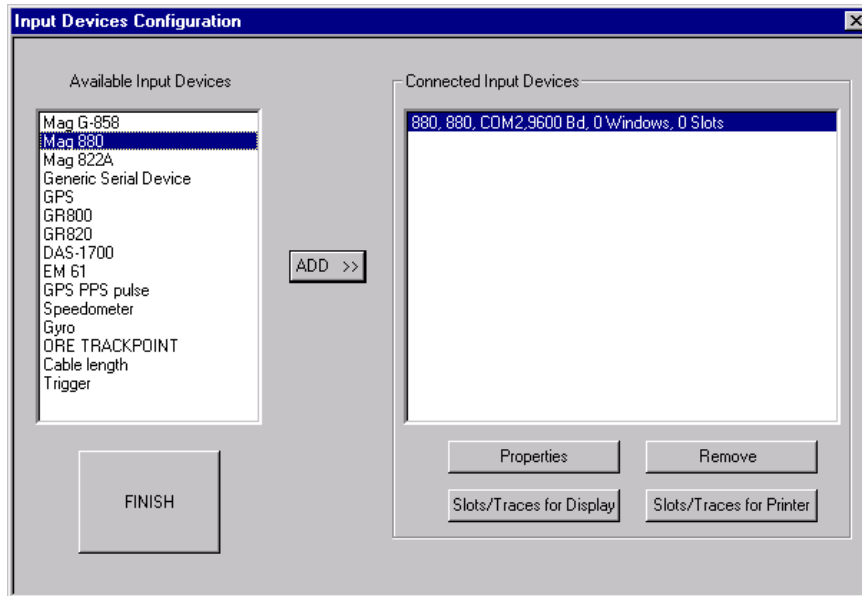 Input Devices Configuration
Available Input Devices
Mag G-858
Mag 880
Mag 822A
Generic Serial Device
GPS
GR800
GR820
DAS-1700
EM 61
GPS PPS pulse
Speedometer
Gyro
ORE TRACKPOINT
Cable length
Trigger
ADD >>
FINISH
Connected Input Devices
880, 880, COM2,9600 Bd, 0 Windows, 0 Slots
Properties
Remove
Slots/Traces for Display
Slots/Traces for Printer